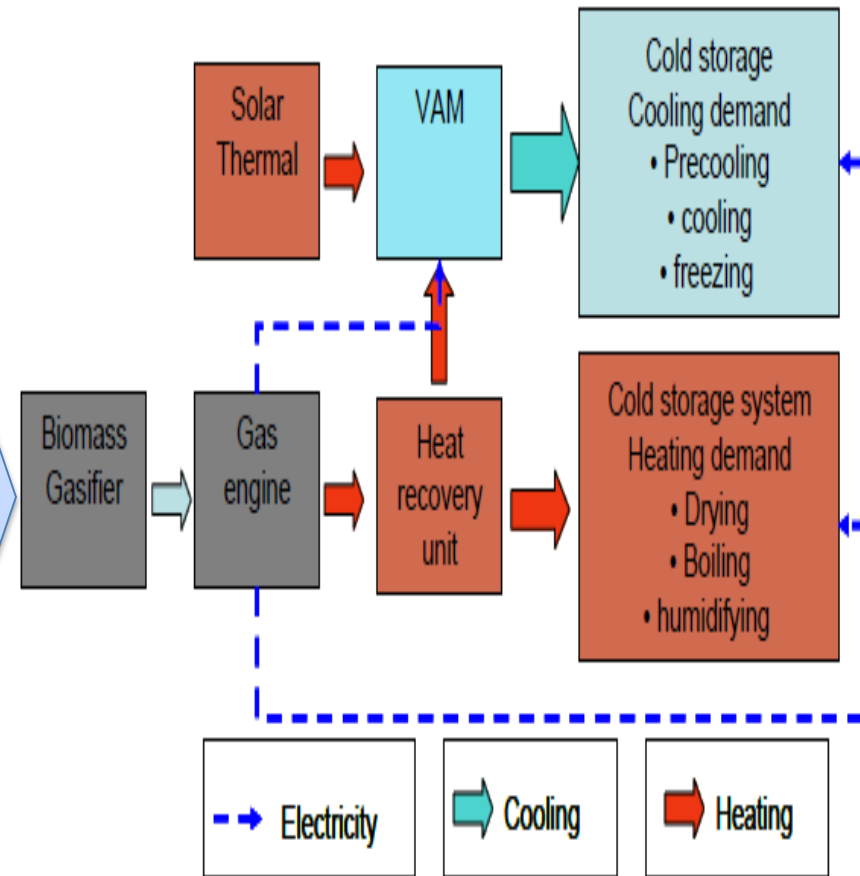 Solar
Thermal
VAM
Cold storage
Cooling demand
• Precooling
• cooling
• freezing
Biomass
Gasifier
Gas
engine
Heat
recovery
unit
Cold storage system
Heating demand
• Drying
• Boiling
• humidifying
Electricity
Cooling
Heating